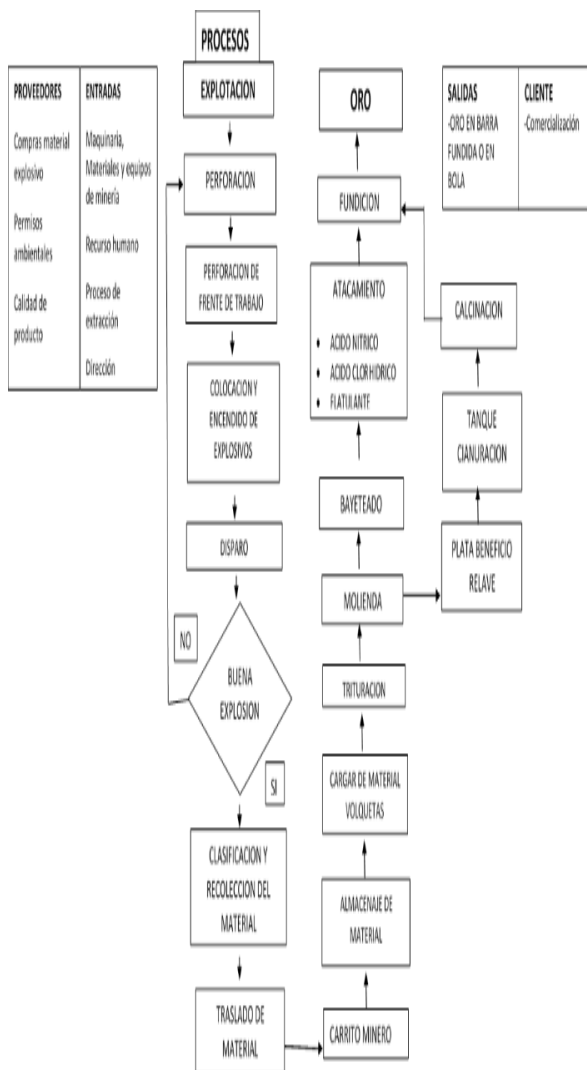 PROCESOS
EXPLOTACION
PROVEEDORES
Compras material
explosivo
Permisos
ambientales
Calidad de
producto
ENTRADAS
Maquinaria,
Materiales y equipos
de minería
Recurso humano
Proceso de
extracción
Dirección
PERFORACION
PERFORACION DE
FRENTE DE TRABAJO
COLOCACION Y
ENCENDIDO DE
EXPLOSIVOS
DISPARO
NO
BUENA
EXPLOSION
SI
CLASIFICACION Y
RECOLECCION DEL
MATERIAL
TRASLADO DE
MATERIAL
CARRITO MINERO
ALMACENAJE DE
MATERIAL
CARGAR DE MATERIAL
VOLQUETAS
TRITURACION
MOLIENDA
BAYETEADO
ATACAMIENTO
• ACIDO NITRICO
• ACIDO CLORHIDRICO
• FLATULANTE
FUNDICION
ORO
PLATA BENEFICIO
RELAVE
TANQUE
CIANURACION
CALCINACION
SALIDAS
-ORO EN BARRA
FUNDIDA O EN
BOLA
CLIENTE
-Comercialización